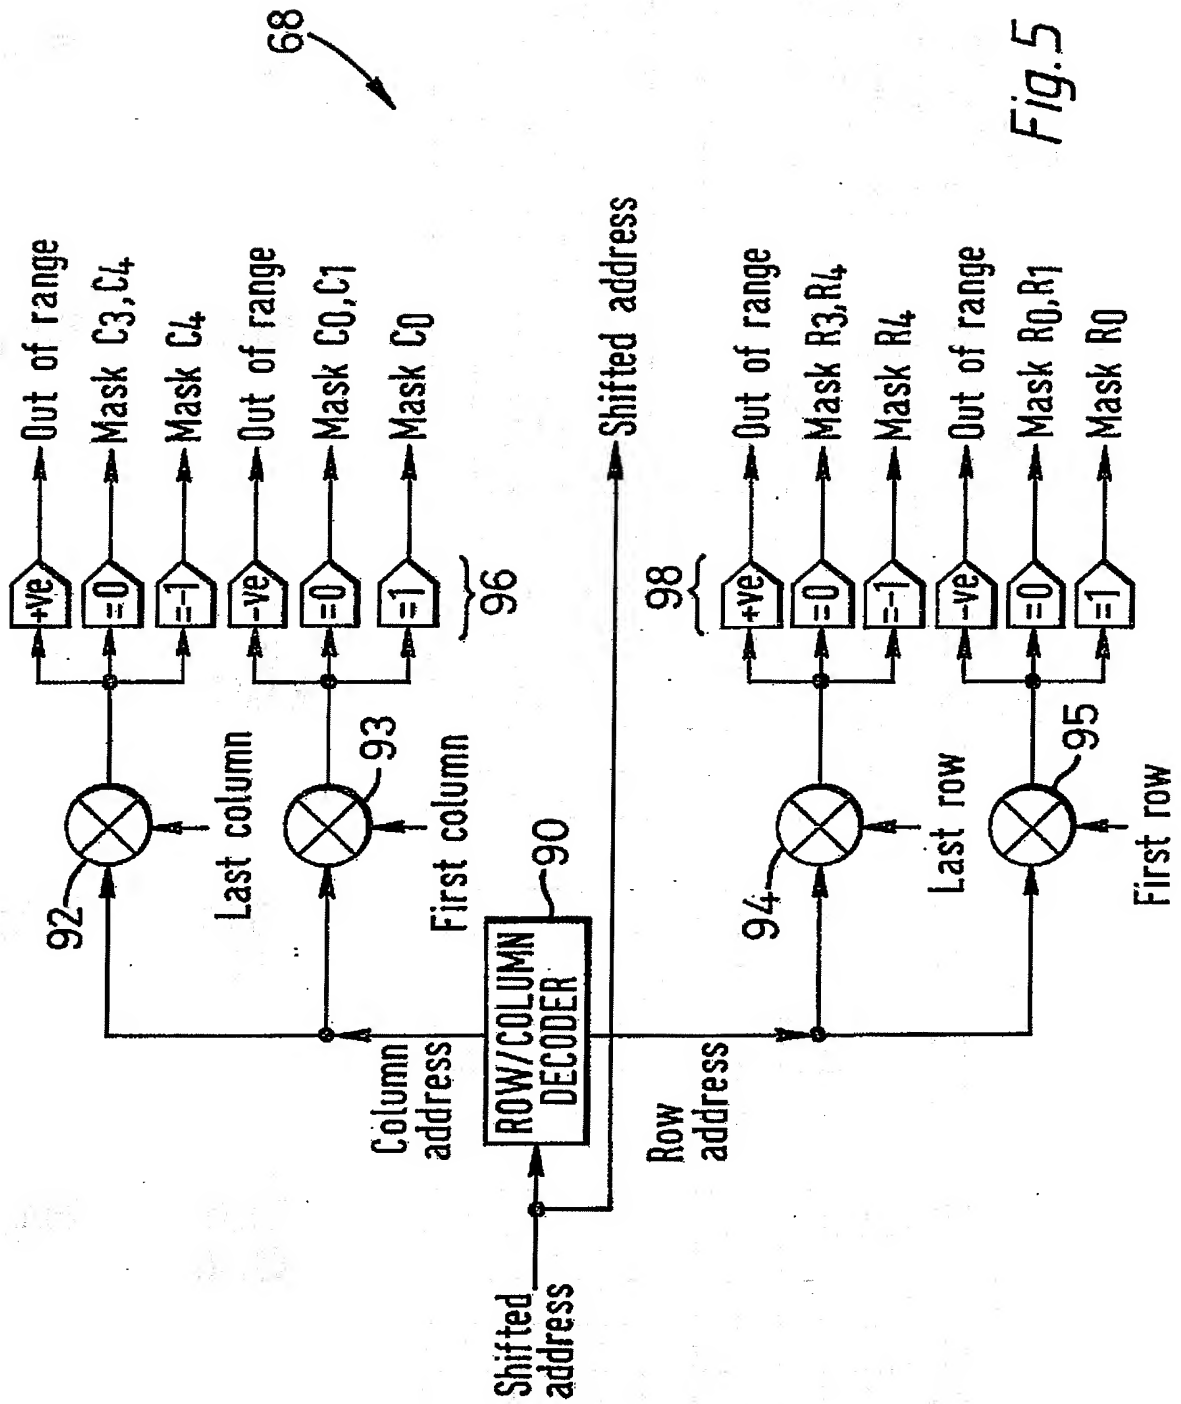 68
Fig.5
+ve
Out of range
=0
Mask C3,C4
=-1
Mask C4
-ve
Out of range
=0
Mask C0,C1
=1
Mask C0
96
92
Last column
93
First column
Column
address
90
ROW/COLUMN
DECODER
Shifted
address
Shifted address
Row
address
98
+ve
Out of range
=0
Mask R3,R4
=-1
Mask R4
-ve
Out of range
=0
Mask R0,R1
=1
Mask R0
94
Last row
95
First row